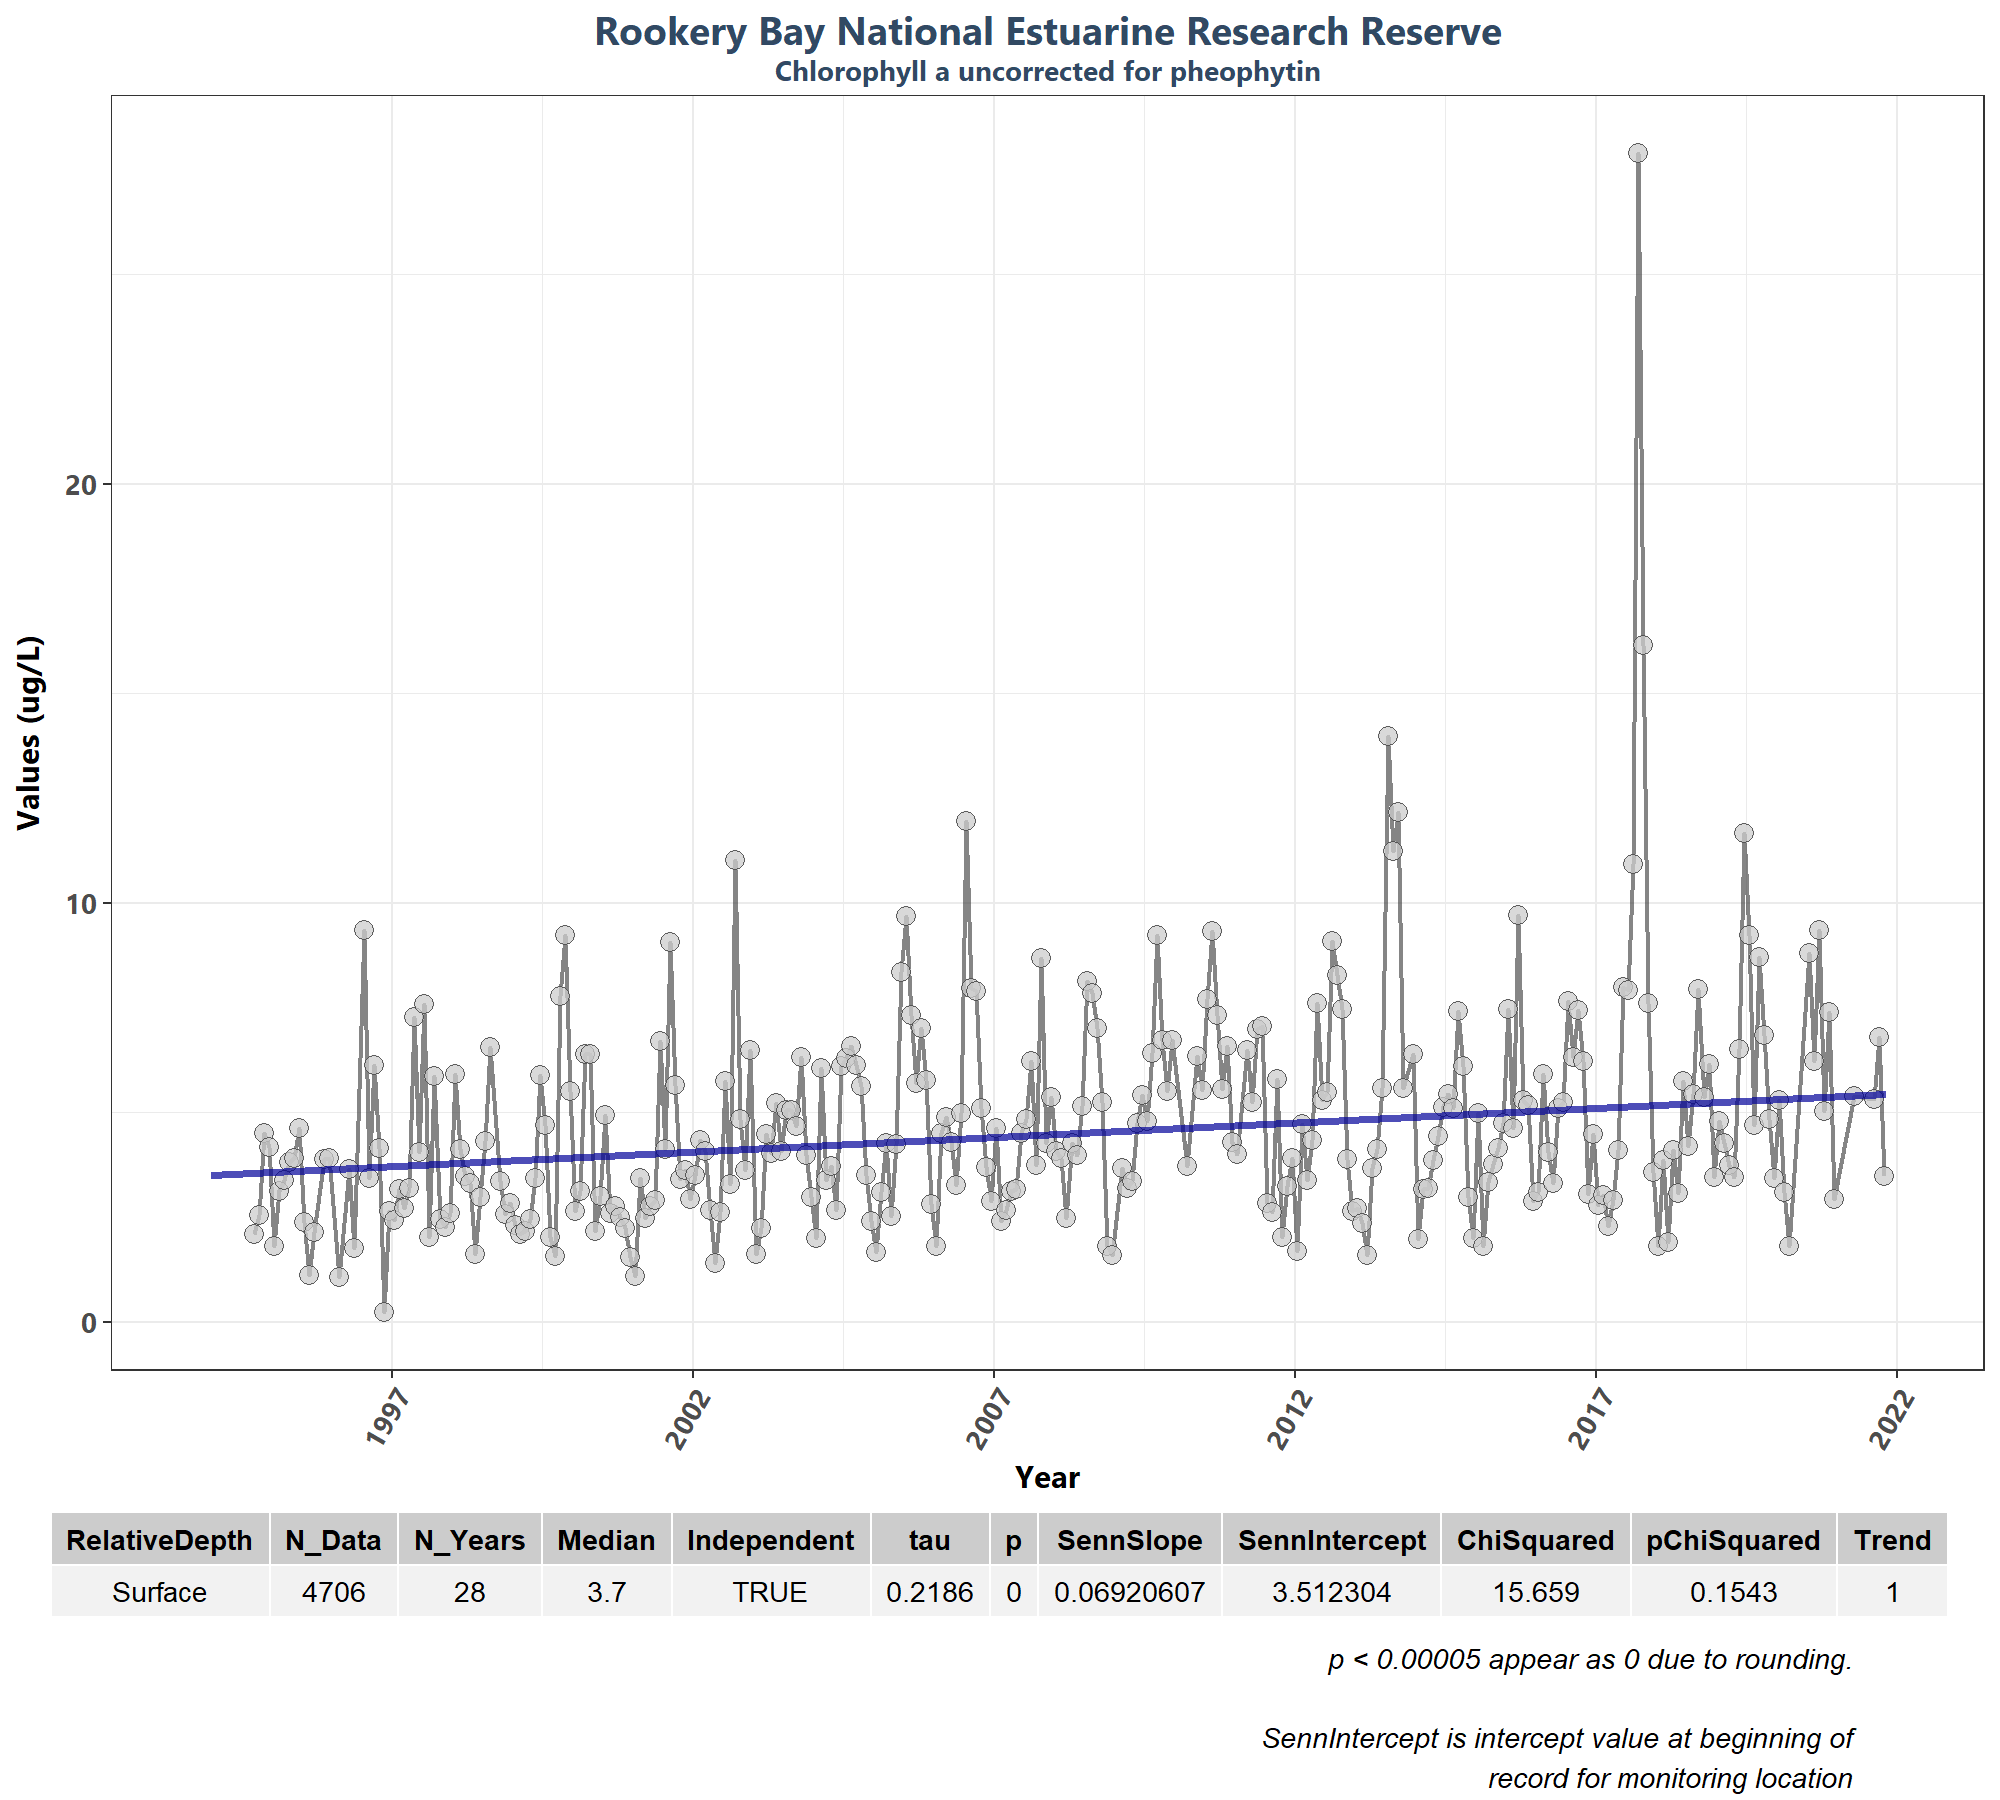 Rookery Bay National Estuarine Research Reserve
Chlorophyll a uncorrected for pheophytin
Values (ug/L)
20
10
0
1997 2002 2007 2012 2017 2022
Year
RelativeDepth N_Data N_Years Median Independent tau p SennSlope SennIntercept ChiSquared pChiSquared Trend
Surface 4706 28 3.7 TRUE 0.2186 0 0.06920607 3.512304 15.659 0.1543 1
p < 0.00005 appear as 0 due to rounding.
SennIntercept is intercept value at beginning of
record for monitoring location